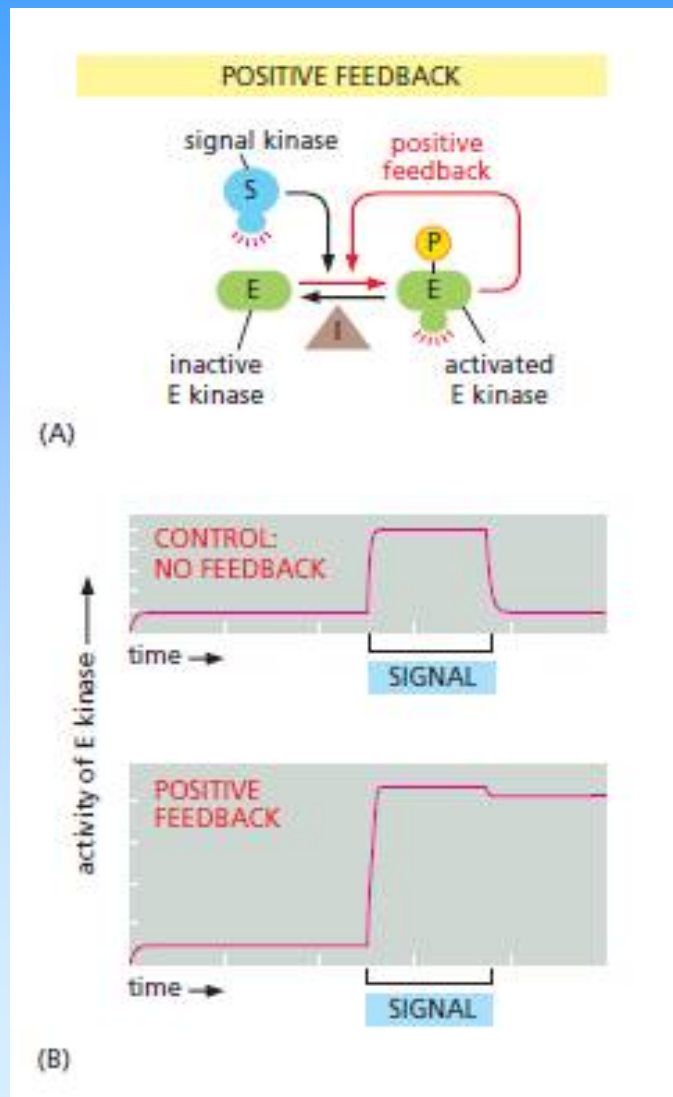 POSITIVE FEEDBACK
signal kinase
positive
feedback
S
P
E
E
I
inactive
E kinase
activated
E kinase
(A)
CONTROL:
NO FEEDBACK
activity of E kinase
time
SIGNAL
POSITIVE
FEEDBACK
time
SIGNAL
(B)